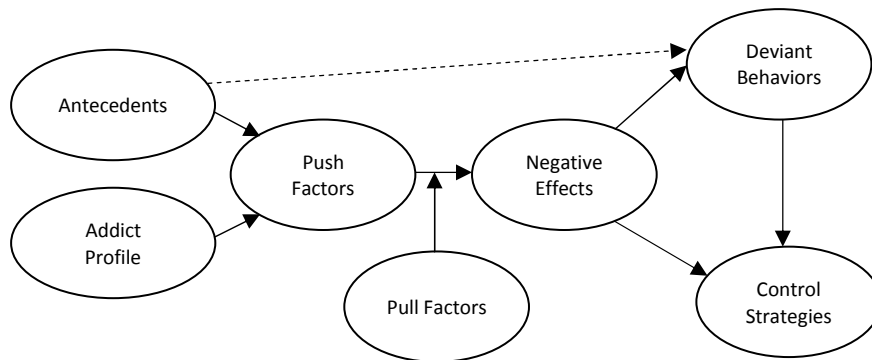 Antecedents
Addict
Profile
Push
Factors
Pull Factors
Negative
Effects
Deviant
Behaviors
Control
Strategies